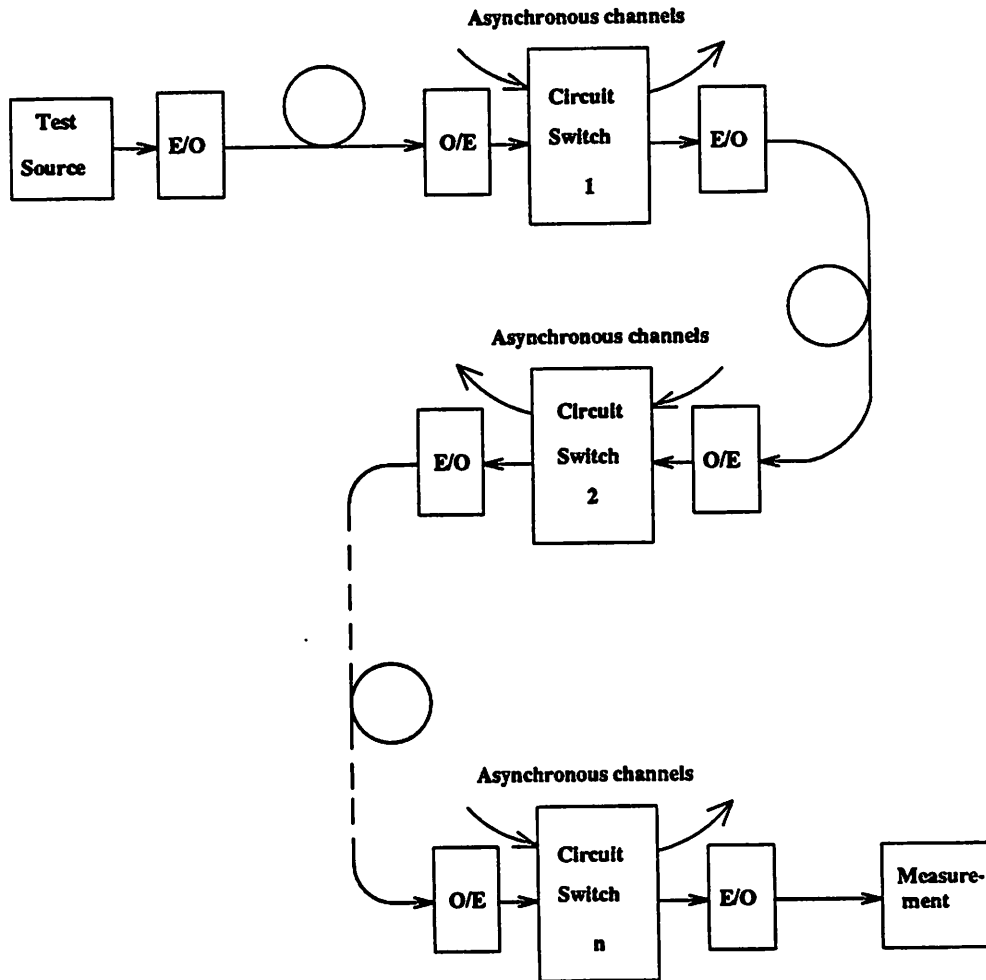 Asynchronous channels
Test
Source
E/O
O/E
Circuit
Switch
1
E/O
Asynchronous channels
E/O
Circuit
Switch
2
O/E
Asynchronous channels
O/E
Circuit
Switch
n
E/O
Measure-
ment